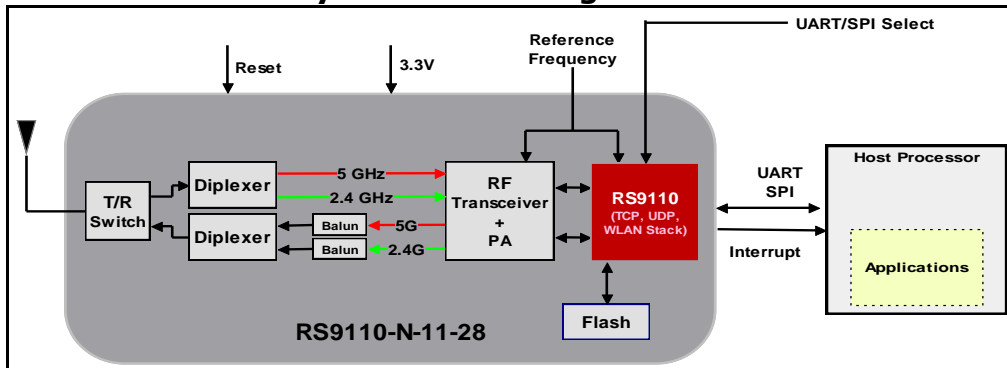 UART/SPI Select
Reference
Frequency
Reset
3.3V
Host Processor
5 GHz
Diplexer
RF
Transceiver
+
PA
RS9110
(TCP, UDP,
WLAN Stack)
UART
SPI
T/R
Switch
2.4 GHz
Diplexer
Balun
5G
Balun
2.4G
Interrupt
Applications
Flash
RS9110-N-11-28